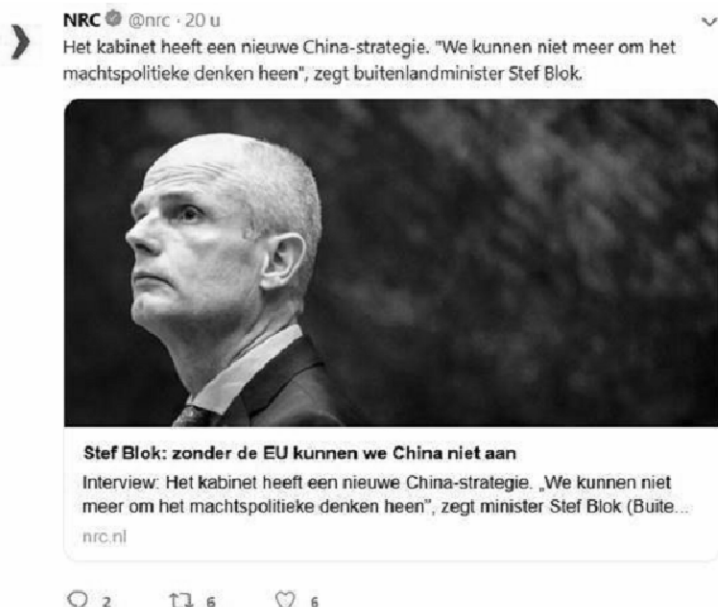 NRC @nrc · 20 u
Het kabinet heeft een nieuwe China-strategie. "We kunnen niet meer om het
machtspolitieke denken heen", zegt buitenlandminister Stef Blok.
Stef Blok: zonder de EU kunnen we China niet aan
Interview: Het kabinet heeft een nieuwe China-strategie. „We kunnen niet
meer om het machtspolitieke denken heen”, zegt minister Stef Blok (Buite...
nrc.nl
2 6 6